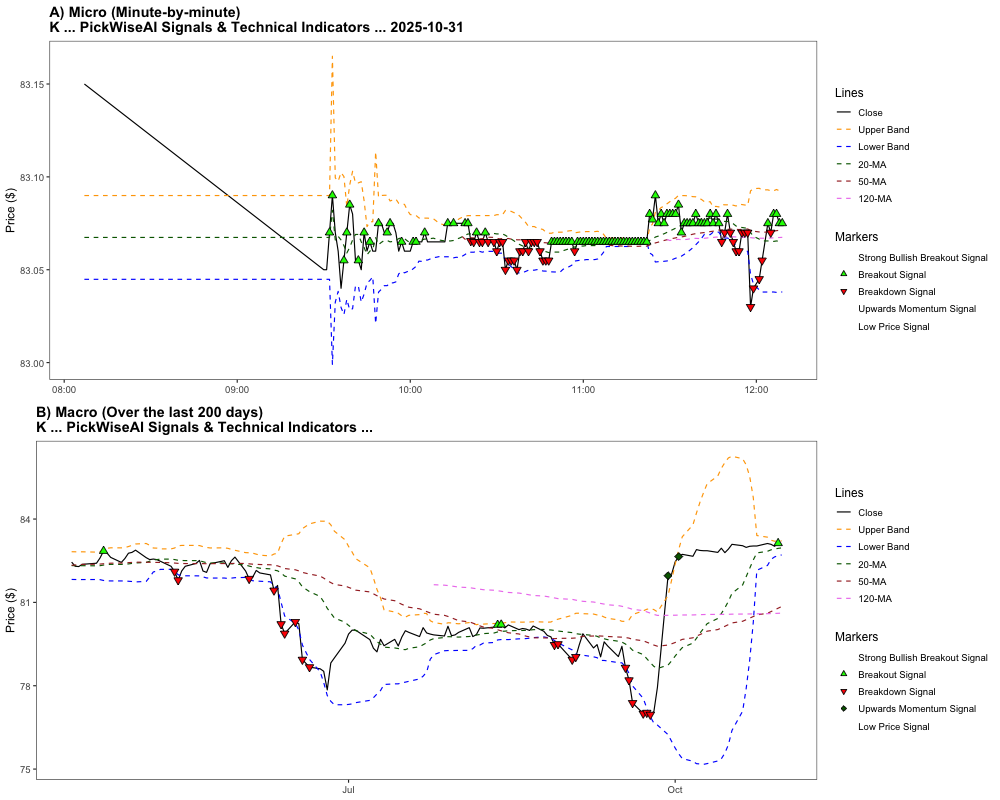 A) Micro (Minute-by-minute)
K ... PickWiseAI Signals & Technical Indicators ... 2025-10-31
Price ($)
83.15
83.10
83.05
83.00
08:00
09:00
10:00
11:00
12:00
Lines
Close
Upper Band
Lower Band
20-MA
50-MA
120-MA
Markers
Strong Bullish Breakout Signal
Breakout Signal
Breakdown Signal
Upwards Momentum Signal
Low Price Signal
B) Macro (Over the last 200 days)
K ... PickWiseAI Signals & Technical Indicators ...
Price ($)
84
81
78
75
Jul
Oct
Lines
Close
Upper Band
Lower Band
20-MA
50-MA
120-MA
Markers
Strong Bullish Breakout Signal
Breakout Signal
Breakdown Signal
Upwards Momentum Signal
Low Price Signal